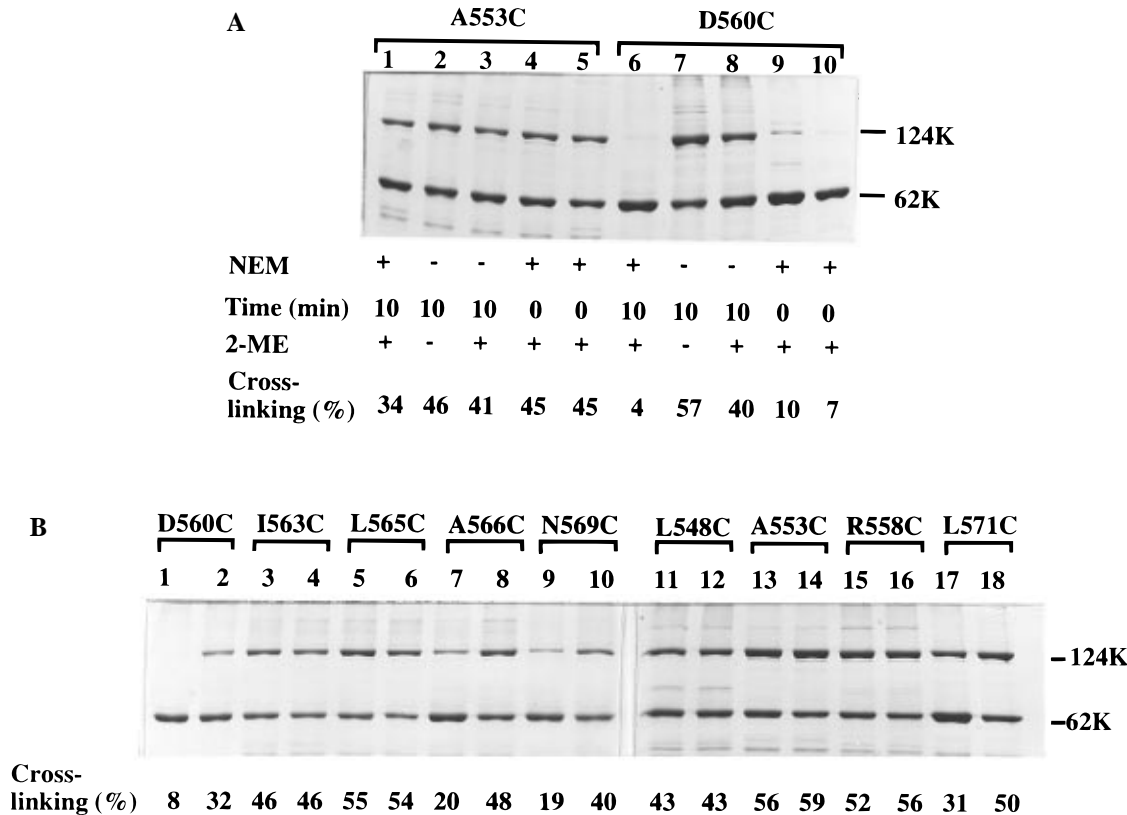 A
A553C D560C
1 2 3 4 5 6 7 8 9 10
124K
62K
NEM + - - + + + - - + +
Time (min) 10 10 10 0 0 10 10 10 0 0
2-ME + - + + + + - + + +
Cross-
linking (%) 34 46 41 45 45 4 57 40 10 7
B
D560C I563C L565C A566C N569C L548C A553C R558C L571C
1 2 3 4 5 6 7 8 9 10 11 12 13 14 15 16 17 18
124K
62K
Cross-
linking (%) 8 32 46 46 55 54 20 48 19 40 43 43 56 59 52 56 31 50